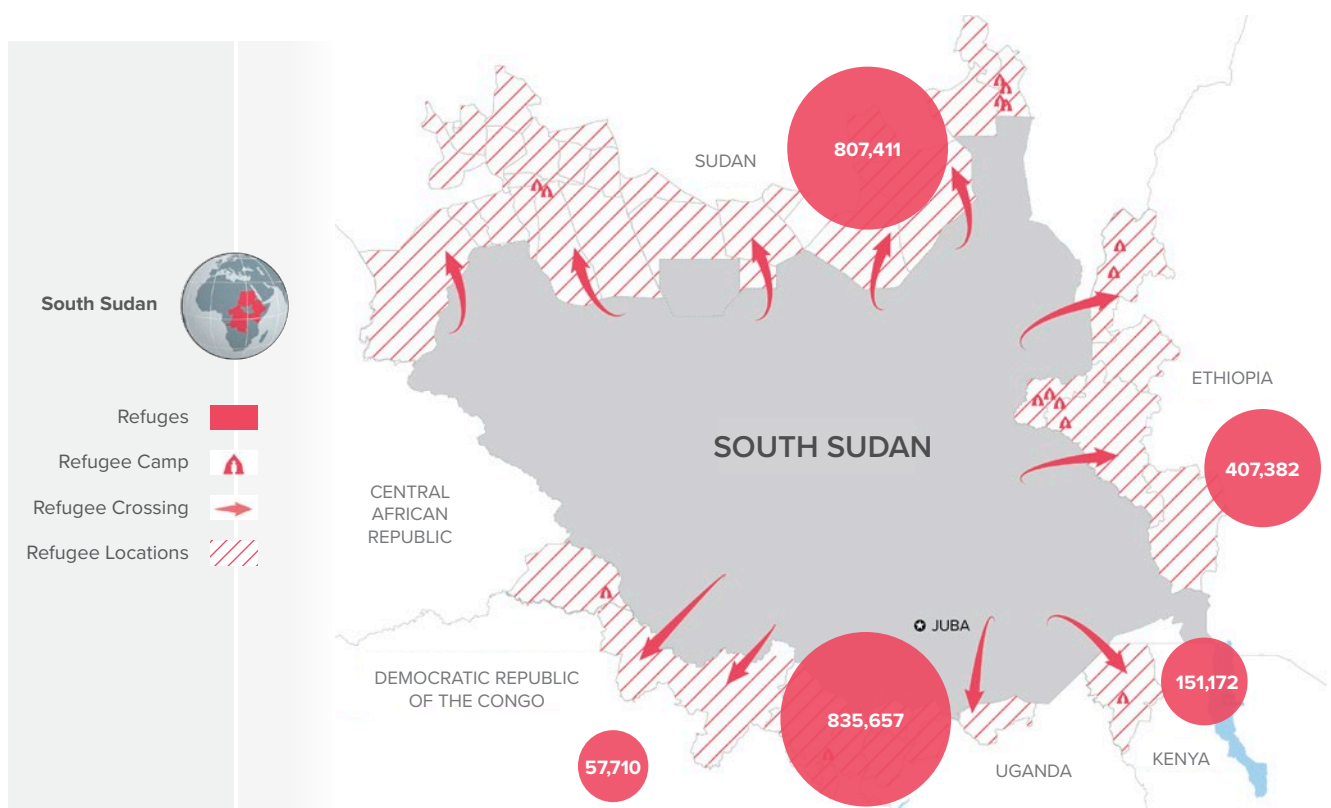 South Sudan
Refuges
Refugee Camp
Refugee Crossing
Refugee Locations
SUDAN
807,411
ETHIOPIA
407,382
SOUTH SUDAN
CENTRAL
AFRICAN
REPUBLIC
JUBA
DEMOCRATIC REPUBLIC
OF THE CONGO
57,710
835,657
UGANDA
151,172
KENYA